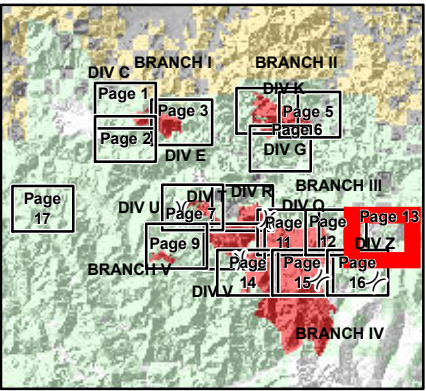 BRANCH I
BRANCH II
DIV C
DIV K
Page 1
Page 3
Page 5
Page 2
Page 6
DIV E
DIV G
BRANCH III
Page
17
DIV R
DIV U
Page 7
DIV O
Page
11
Page
12
Page 13
DIV Z
Page 9
BRANCH V
Page
14
Page
15
Page
16
DIV V
BRANCH IV